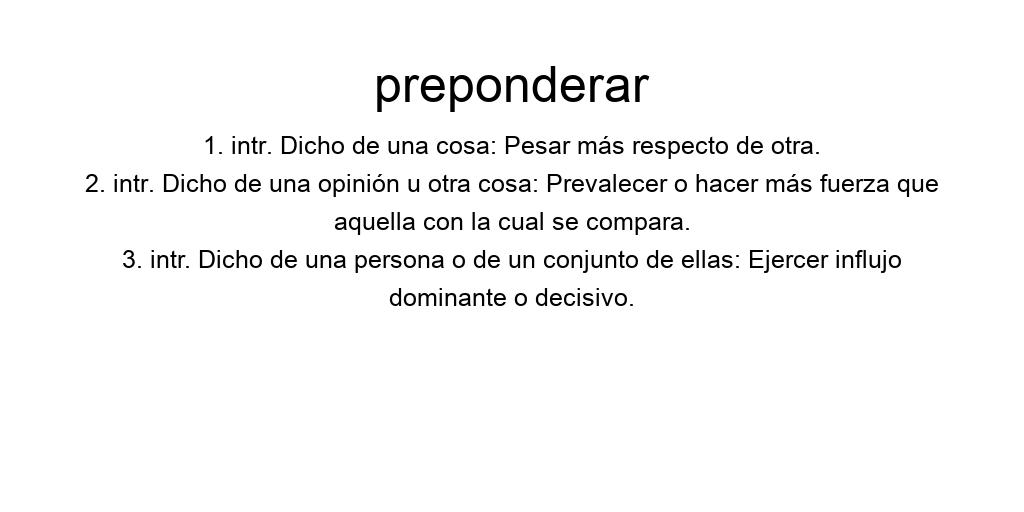 preponderar
1. intr. Dicho de una cosa: Pesar más respecto de otra.
2. intr. Dicho de una opinión u otra cosa: Prevalecer o hacer más fuerza que
aquella con la cual se compara.
3. intr. Dicho de una persona o de un conjunto de ellas: Ejercer influjo
dominante o decisivo.